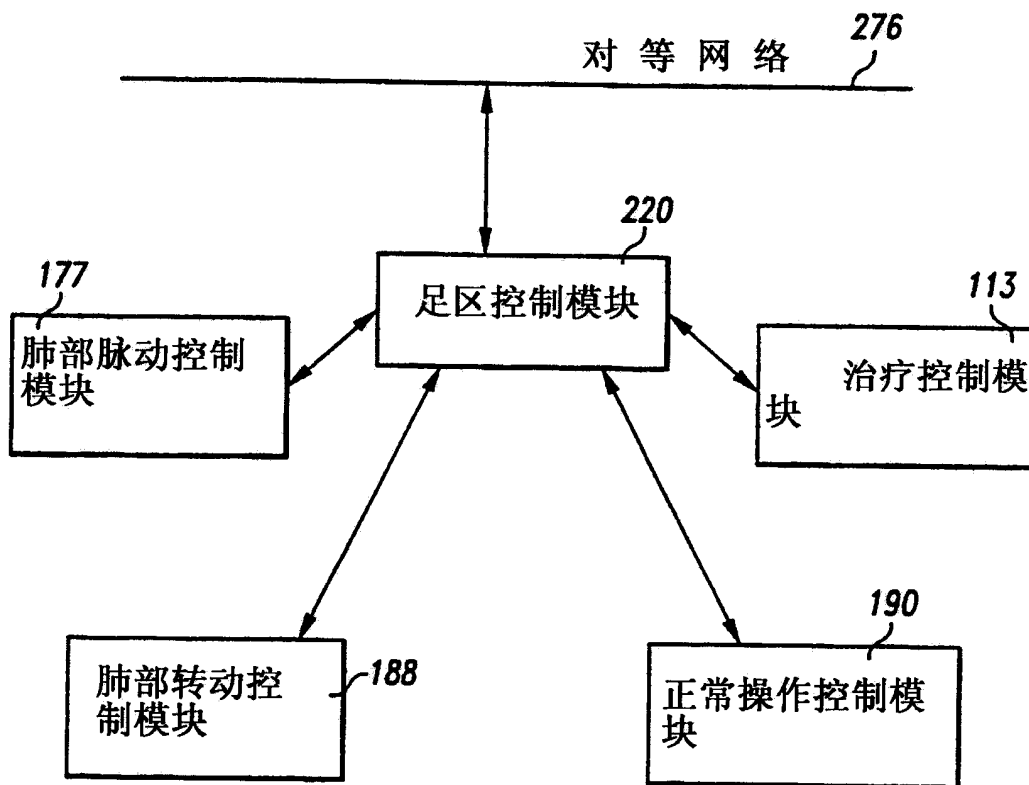 276
对等网络
220
足区控制模块
177
肺部脉动控制
模块
113
治疗控制模
块
肺部转动控
制模块
188
190
正常操作控制模
块